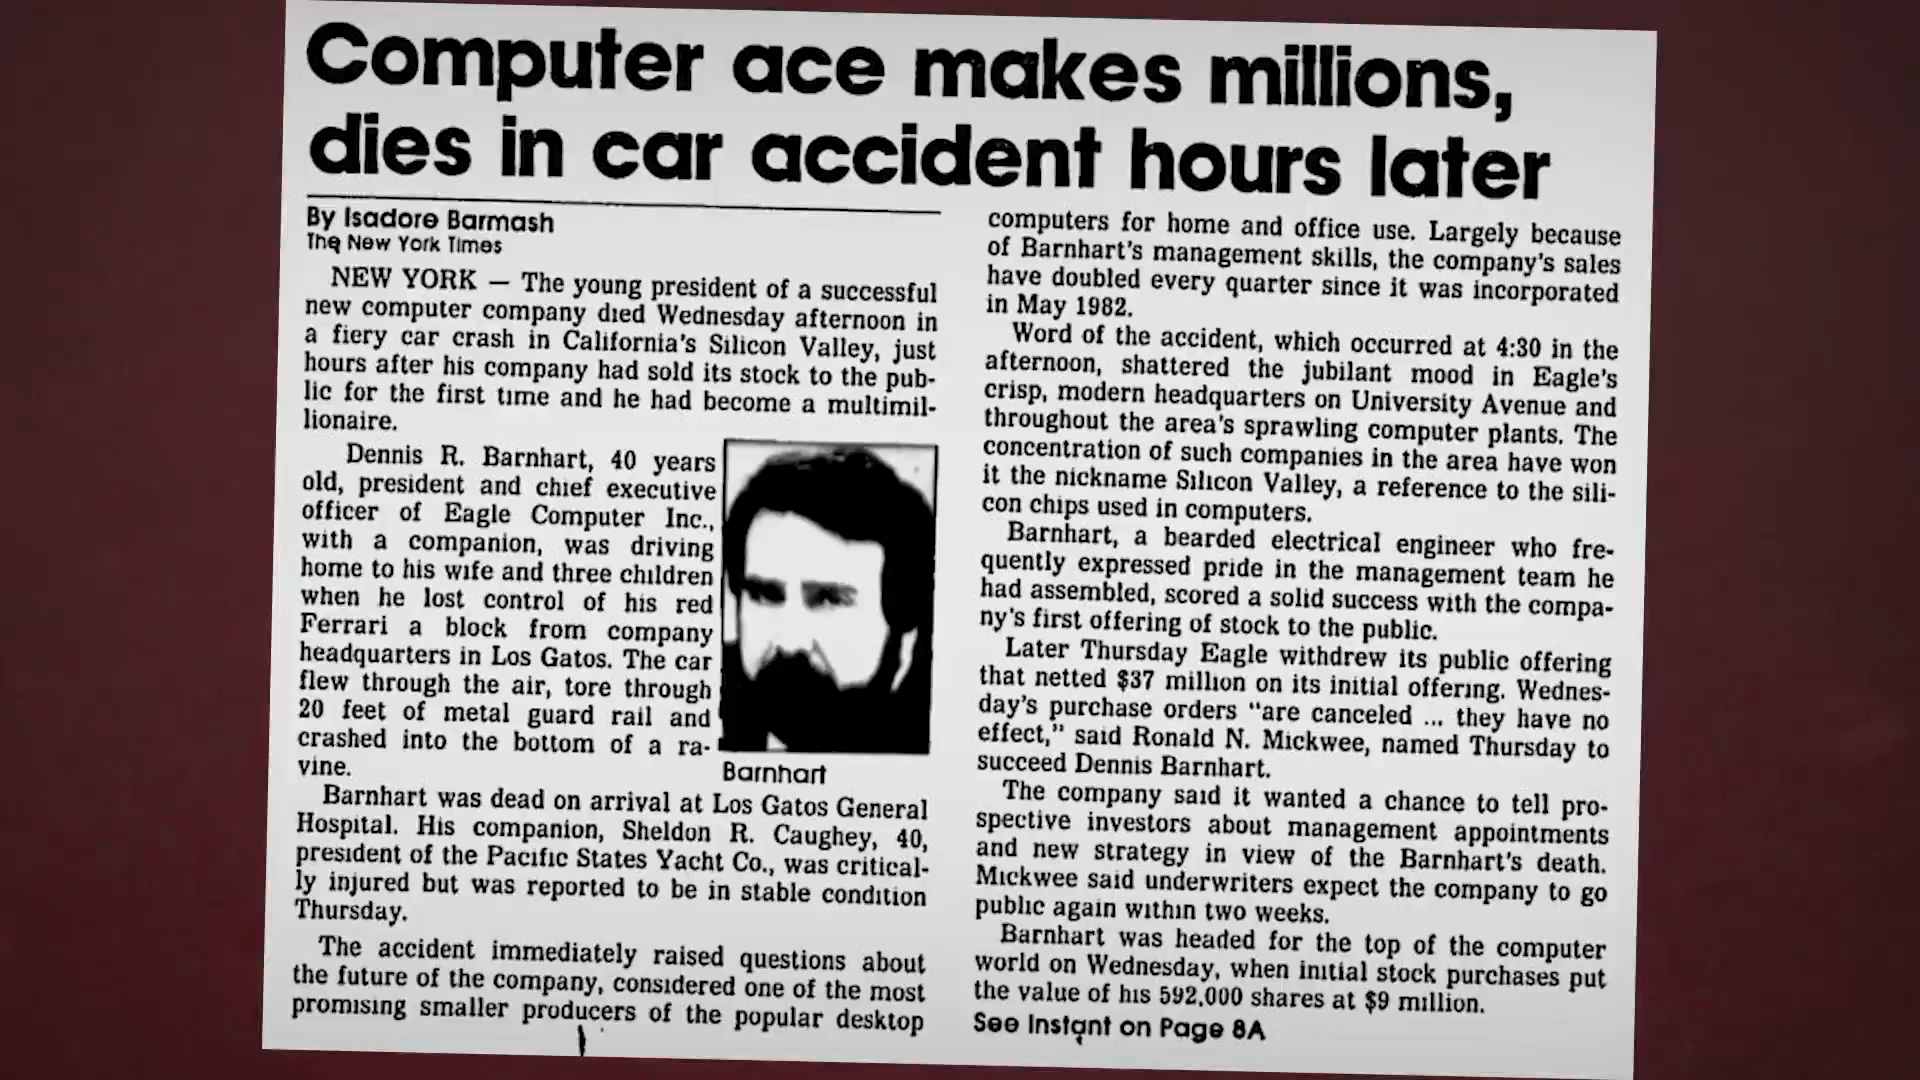 Computer ace makes millions,
dies in car accident hours later
By Isadore Barmash
The New York Times
NEW YORK — The young president of a successful
new computer company died Wednesday afternoon in
a fiery car crash in California's Silicon Valley, just
hours after his company had sold its stock to the pub-
lic for the first time and he had become a multimil-
lionaire.
Dennis R. Barnhart, 40 years
old, president and chief executive
officer of Eagle Computer Inc.,
with a companion, was driving
home to his wife and three children
when he lost control of his red
Ferrari a block from company
headquarters in Los Gatos. The car
flew through the air, tore through
20 feet of metal guard rail and
crashed into the bottom of a ra-
vine.
Barnhart
Barnhart was dead on arrival at Los Gatos General
Hospital. His companion, Sheldon R. Caughey, 40,
president of the Pacific States Yacht Co., was critical-
ly injured but was reported to be in stable condition
Thursday.
The accident immediately raised questions about
the future of the company, considered one of the most
promising smaller producers of the popular desktop
computers for home and office use. Largely because
of Barnhart's management skills, the company's sales
have doubled every quarter since it was incorporated
in May 1982.
Word of the accident, which occurred at 4:30 in the
afternoon, shattered the jubilant mood in Eagle's
crisp, modern headquarters on University Avenue and
throughout the area's sprawling computer plants. The
concentration of such companies in the area have won
it the nickname Silicon Valley, a reference to the sili-
con chips used in computers.
Barnhart, a bearded electrical engineer who fre-
quently expressed pride in the management team he
had assembled, scored a solid success with the compa-
ny's first offering of stock to the public.
Later Thursday Eagle withdrew its public offering
that netted $37 million on its initial offering. Wednes-
day's purchase orders "are canceled ... they have no
effect," said Ronald N. Mickwee, named Thursday to
succeed Dennis Barnhart.
The company said it wanted a chance to tell pro-
spective investors about management appointments
and new strategy in view of the Barnhart's death.
Mickwee said underwriters expect the company to go
public again within two weeks.
Barnhart was headed for the top of the computer
world on Wednesday, when initial stock purchases put
the value of his 592,000 shares at $9 million.
See Instant on Page 8A